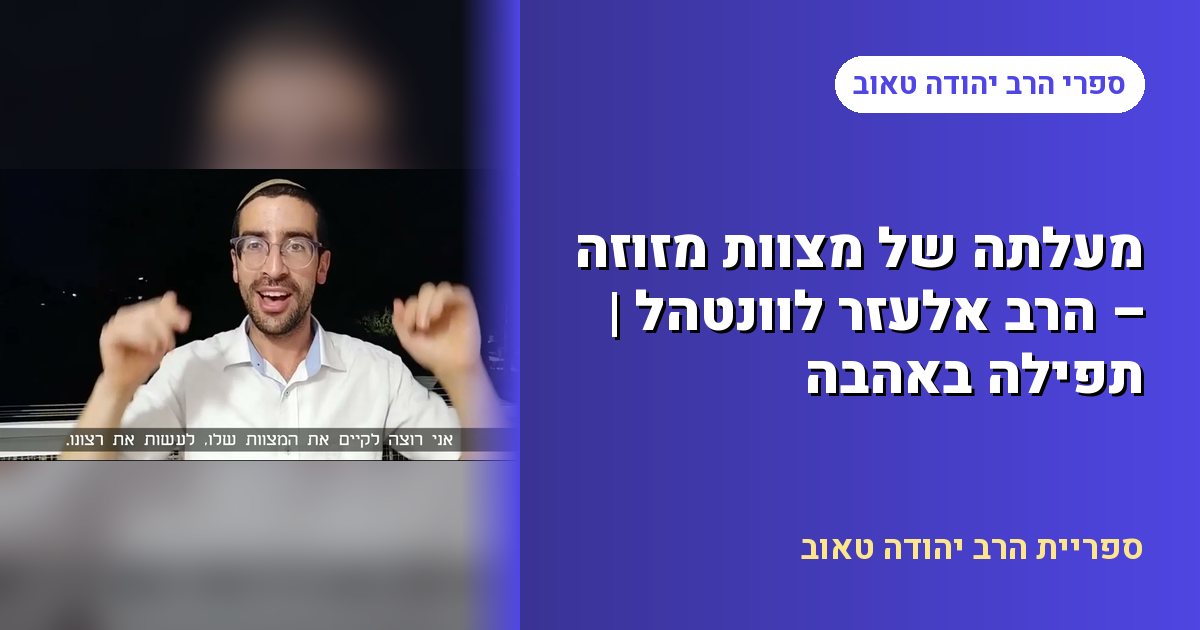 ספרי הרב יהודה טאוב
מעלתה של מצוות מזוזה
– הרב אלעזר לוונטהל |
תפילה באהבה
אני רוצה לקיים את המצוות שלו, לעשות את רצונו.
ספריית הרב יהודה טאוב